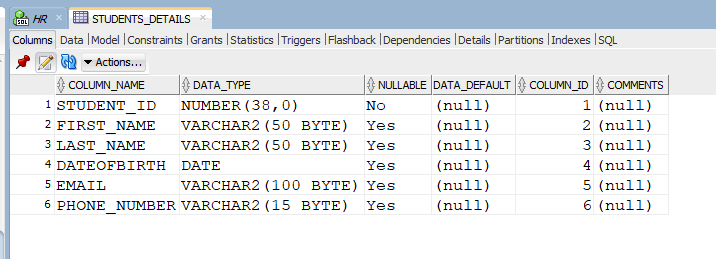 SQL HR × STUDENTS_DETAILS ×
Columns Data Model Constraints Grants Statistics Triggers Flashback Dependencies Details Partitions Indexes SQL
Actions...
COLUMN_NAME DATA_TYPE NULLABLE DATA_DEFAULT COLUMN_ID COMMENTS
1 STUDENT_ID NUMBER(38,0) No (null) 1 (null)
2 FIRST_NAME VARCHAR2(50 BYTE) Yes (null) 2 (null)
3 LAST_NAME VARCHAR2(50 BYTE) Yes (null) 3 (null)
4 DATEOFBIRTH DATE Yes (null) 4 (null)
5 EMAIL VARCHAR2(100 BYTE) Yes (null) 5 (null)
6 PHONE_NUMBER VARCHAR2(15 BYTE) Yes (null) 6 (null)